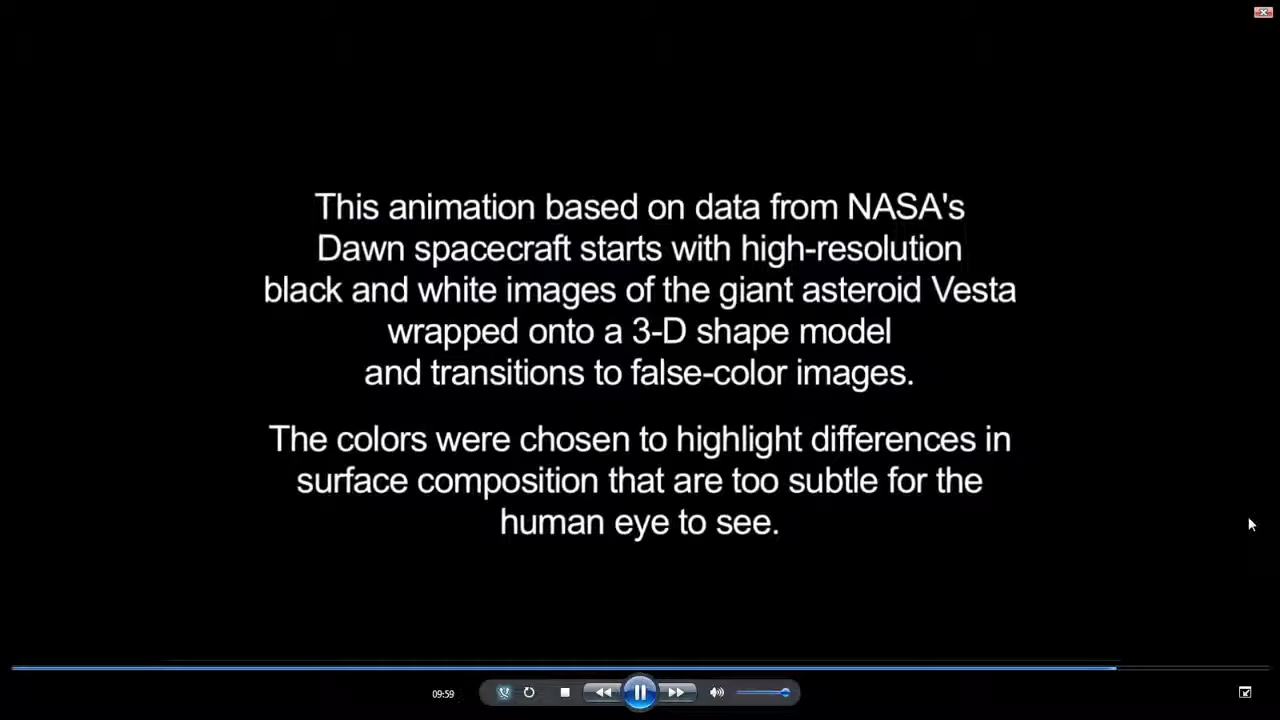 This animation based on data from NASA's
Dawn spacecraft starts with high-resolution
black and white images of the giant asteroid Vesta
wrapped onto a 3-D shape model
and transitions to false-color images.
The colors were chosen to highlight differences in
surface composition that are too subtle for the
human eye to see.
09:59